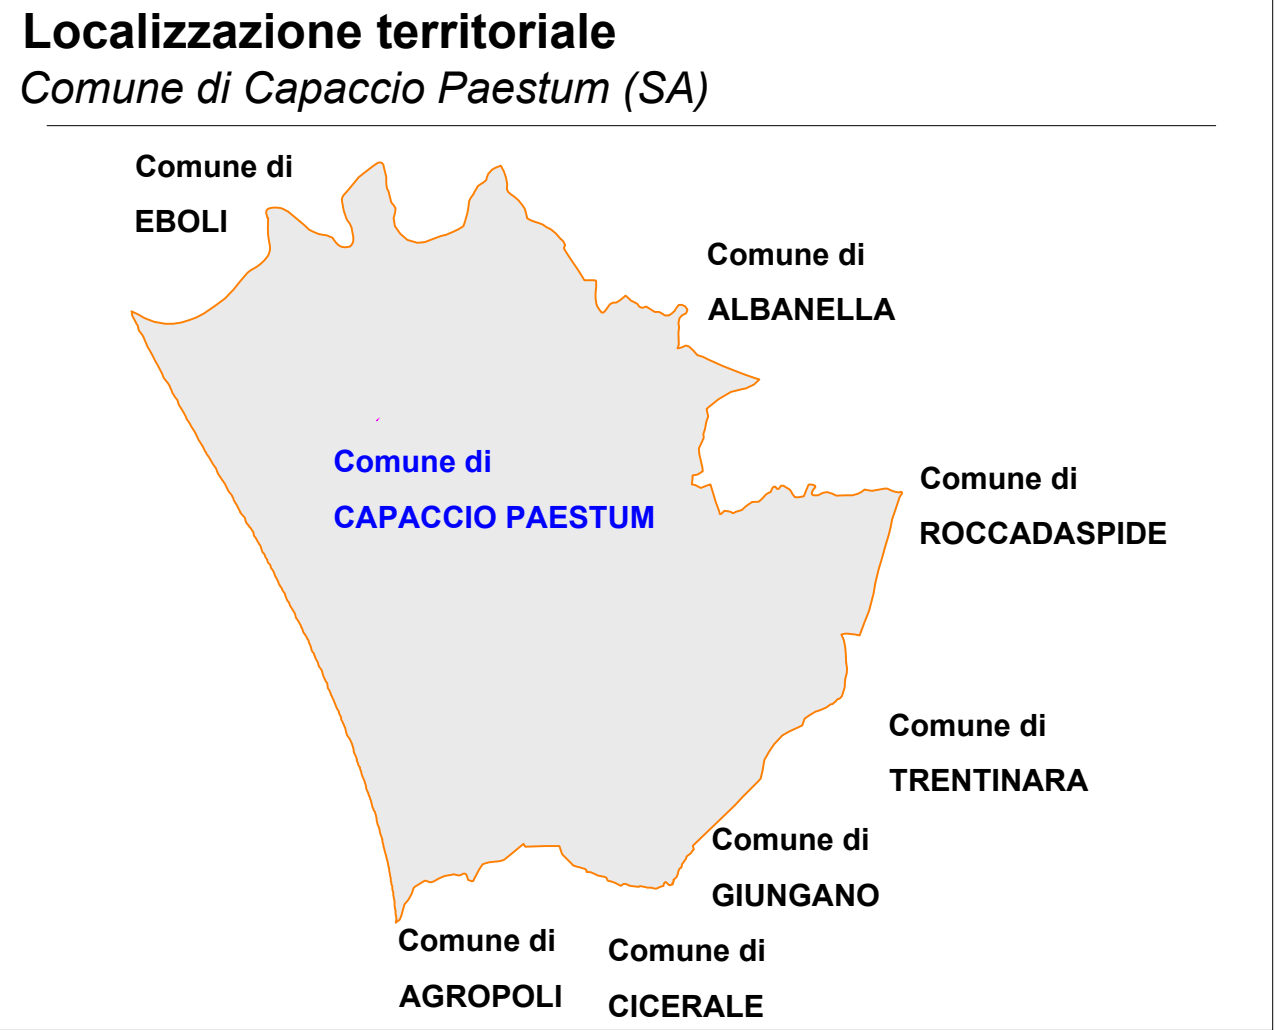 Localizzazione territoriale
Comune di Capaccio Paestum (SA)
Comune di
EBOLI
Comune di
ALBANELLA
Comune di
CAPACCIO PAESTUM
Comune di
ROCCADASPIDE
Comune di
TRENTINARA
Comune di
GIUNGANO
Comune di
AGROPOLI
Comune di
CICERALE